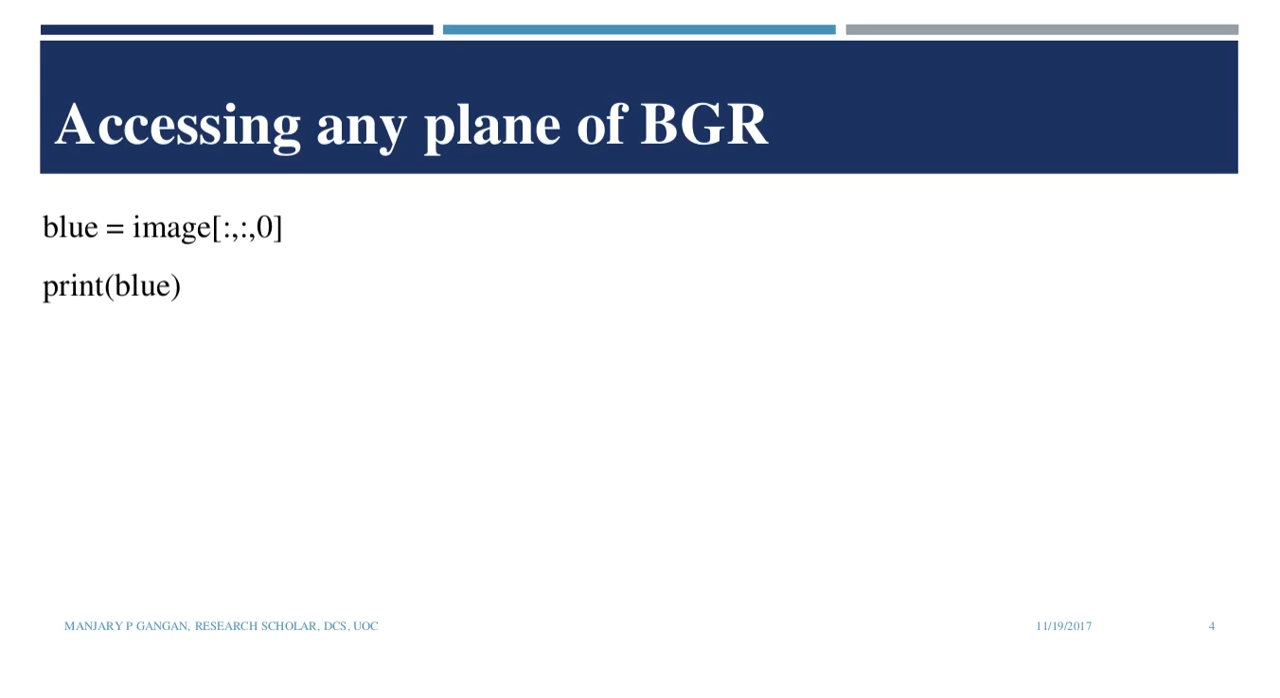 Accessing any plane of BGR
blue = image[:,:,0]
print(blue)
MANJARY P GANGAN, RESEARCH SCHOLAR, DCS, UOC
11/19/2017
4